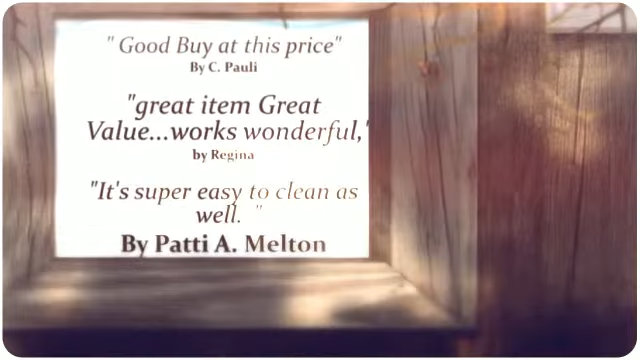 " Good Buy at this price"
By C. Pauli
"great item Great
Value...works wonderful,"
by Regina
"It's super easy to clean as
well. "
By Patti A. Melton